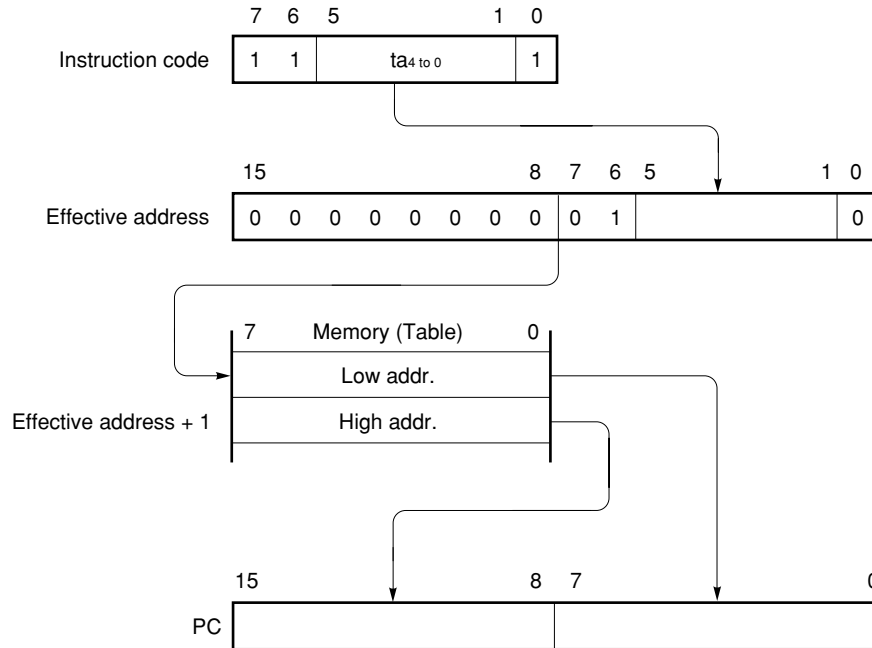 7 6 5 1 0
Instruction code 1 1 ta4 to 0 1
15 8 7 6 5 1 0
Effective address 0 0 0 0 0 0 0 0 0 1 0
7 Memory (Table) 0
Low addr.
Effective address + 1 High addr.
15 8 7 0
PC